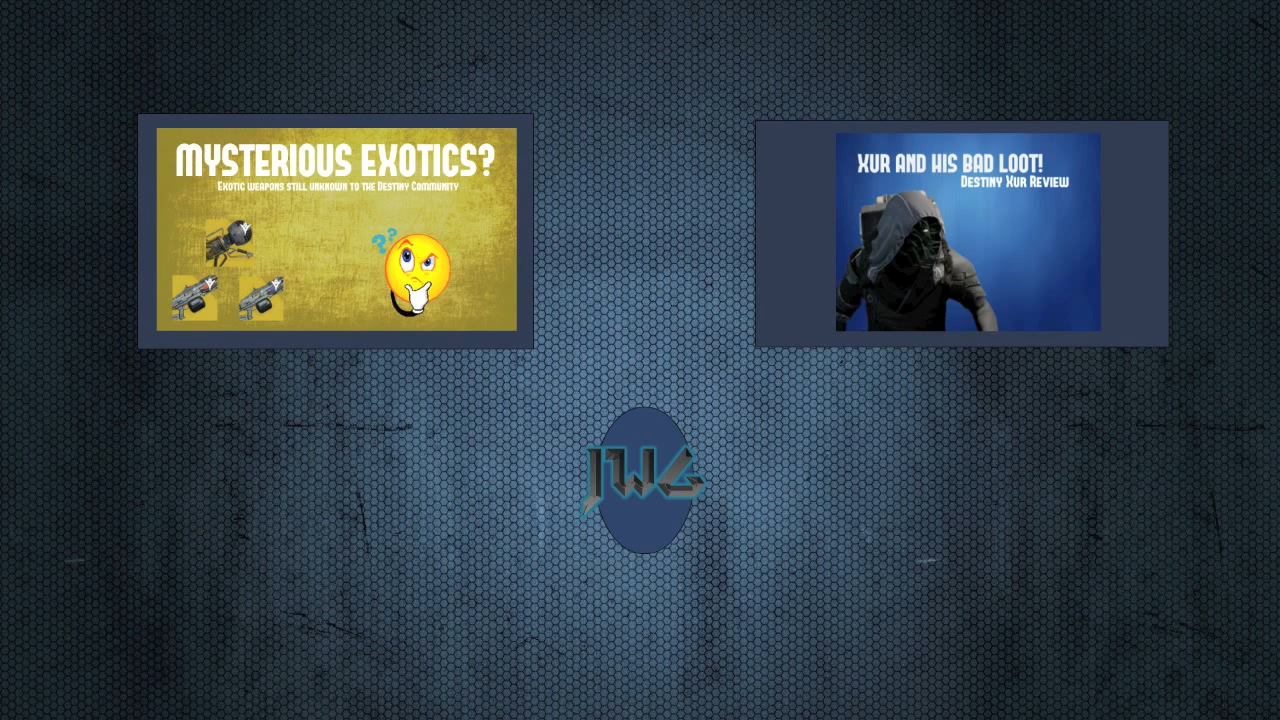 MYSTERIOUS EXOTICS?
EXOTIC WEAPONS STILL UNKNOWN TO THE DESTINY COMMUNITY
??
XUR AND HIS BAD LOOT!
DESTINY XUR REVIEW
JWG